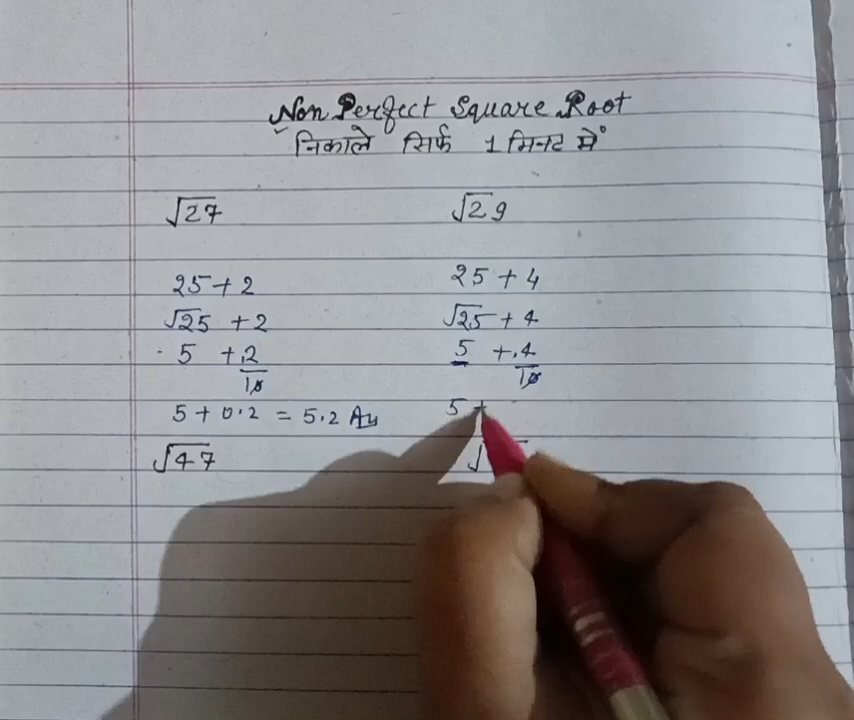 Non Perfect Square Root
निकाले सिर्फ 1 मिनट में
√27
25 + 2
√25 + 2
5 + .2
10
5 + 0.2 = 5.2 Au
√47
√29
25 + 4
√25 + 4
5 + .4
10
5 +
√